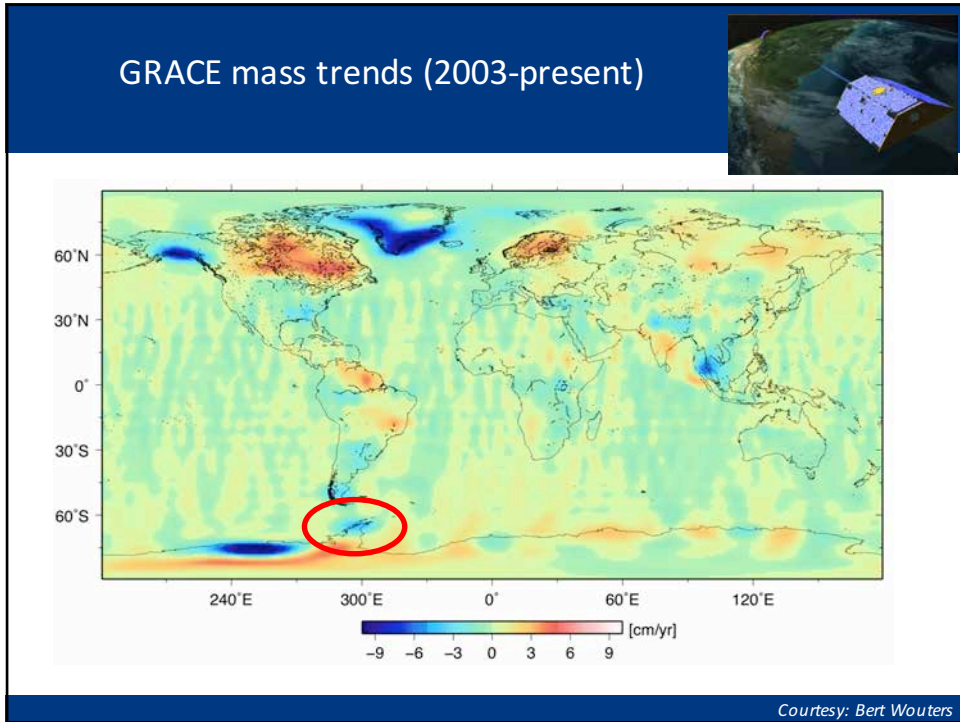 GRACE mass trends (2003-present)
60˚N
30˚N
0˚
30˚S
60˚S
240˚E 300˚E 0˚ 60˚E 120˚E
[cm/yr]
−9 −6 −3 0 3 6 9
Courtesy: Bert Wouters